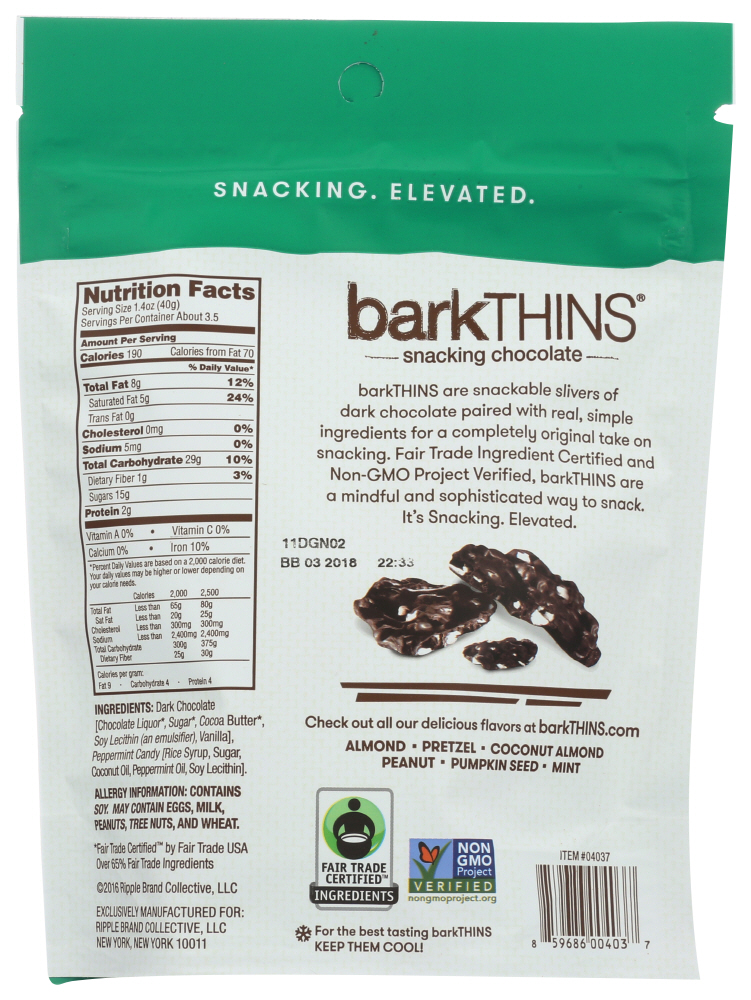 SNACKING. ELEVATED.
Nutrition Facts
Serving Size 1.4oz (40g)
Servings Per Container About 3.5
Amount Per Serving
Calories 190 Calories from Fat 70
% Daily Value*
Total Fat 8g 12%
Saturated Fat 5g 24%
Trans Fat 0g
Cholesterol 0mg 0%
Sodium 5mg 0%
Total Carbohydrate 29g 10%
Dietary Fiber 1g 3%
Sugars 15g
Protein 2g
Vitamin A 0% • Vitamin C 0%
Calcium 0% • Iron 10%
*Percent Daily Values are based on a 2,000 calorie diet.
Your daily values may be higher or lower depending on
your calorie needs.
Calories 2,000 2,500
Total Fat Less than 65g 80g
Sat Fat Less than 20g 25g
Cholesterol Less than 300mg 300mg
Sodium Less than 2,400mg 2,400mg
Total Carbohydrate 300g 375g
Dietary Fiber 25g 30g
Calories per gram:
Fat 9 · Carbohydrate 4 · Protein 4
INGREDIENTS: Dark Chocolate
[Chocolate Liquor*, Sugar*, Cocoa Butter*,
Soy Lecithin (an emulsifier), Vanilla],
Peppermint Candy [Rice Syrup, Sugar,
Coconut Oil, Peppermint Oil, Soy Lecithin].
ALLERGY INFORMATION: CONTAINS
SOY. MAY CONTAIN EGGS, MILK,
PEANUTS, TREE NUTS, AND WHEAT.
*Fair Trade Certified™ by Fair Trade USA
Over 65% Fair Trade Ingredients
©2016 Ripple Brand Collective, LLC
EXCLUSIVELY MANUFACTURED FOR:
RIPPLE BRAND COLLECTIVE, LLC
NEW YORK, NEW YORK 10011
barkTHINS®
snacking chocolate
barkTHINS are snackable slivers of
dark chocolate paired with real, simple
ingredients for a completely original take on
snacking. Fair Trade Ingredient Certified and
Non-GMO Project Verified, barkTHINS are
a mindful and sophisticated way to snack.
It's Snacking. Elevated.
11DGN02
BB 03 2018 22:33
Check out all our delicious flavors at barkTHINS.com
ALMOND ▪ PRETZEL ▪ COCONUT ALMOND
PEANUT ▪ PUMPKIN SEED ▪ MINT
FAIR TRADE
CERTIFIED™
INGREDIENTS
NON
GMO
Project
VERIFIED
nongmoproject.org
For the best tasting barkTHINS
KEEP THEM COOL!
ITEM #04037
8 59686 00403 7